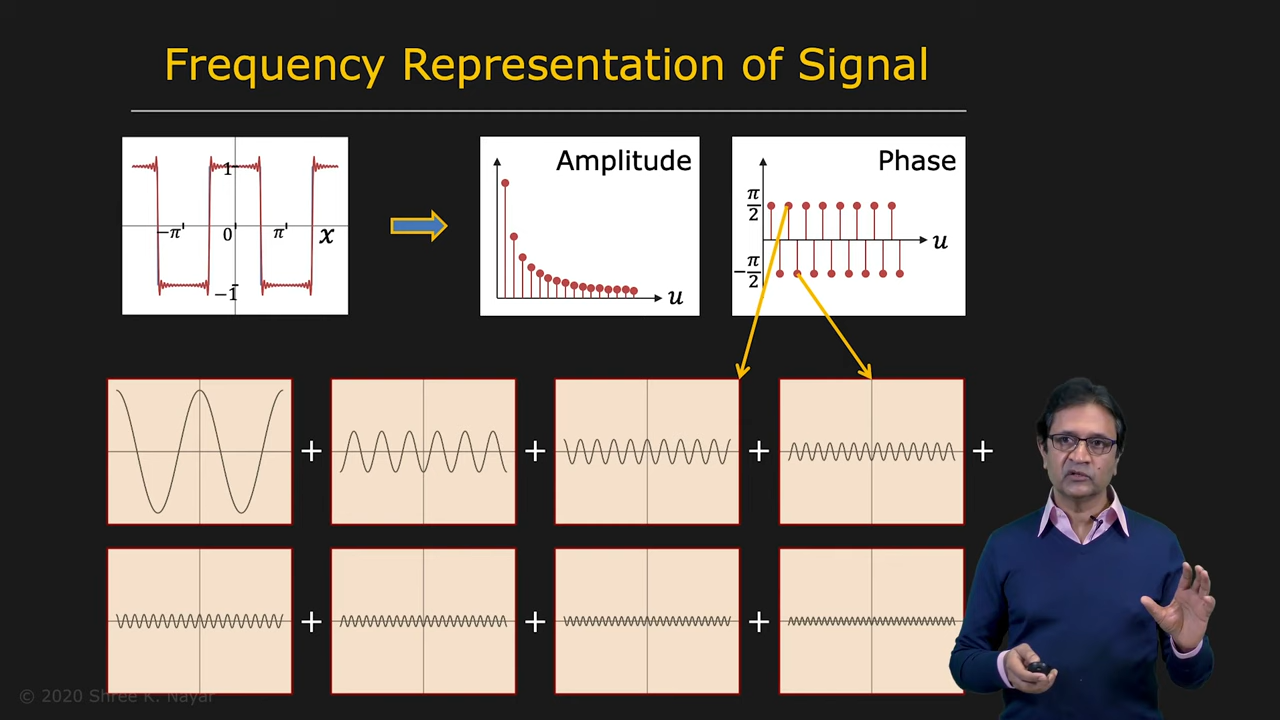 Frequency Representation of Signal
1
−π 0 π x
−1
Amplitude
u
Phase
π/2
u
−π/2
+ + + +
+ + +
© 2020 Shree K. Nayar